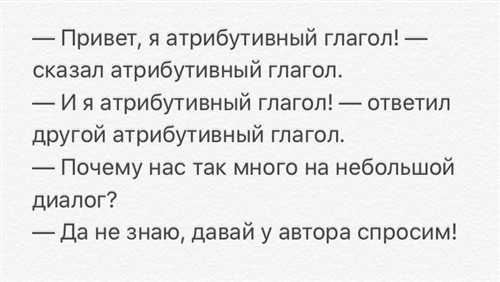 — Привет, я атрибутивный глагол! —
сказал атрибутивный глагол.
— И я атрибутивный глагол! — ответил
другой атрибутивный глагол.
— Почему нас так много на небольшой
диалог?
— Да не знаю, давай у автора спросим!